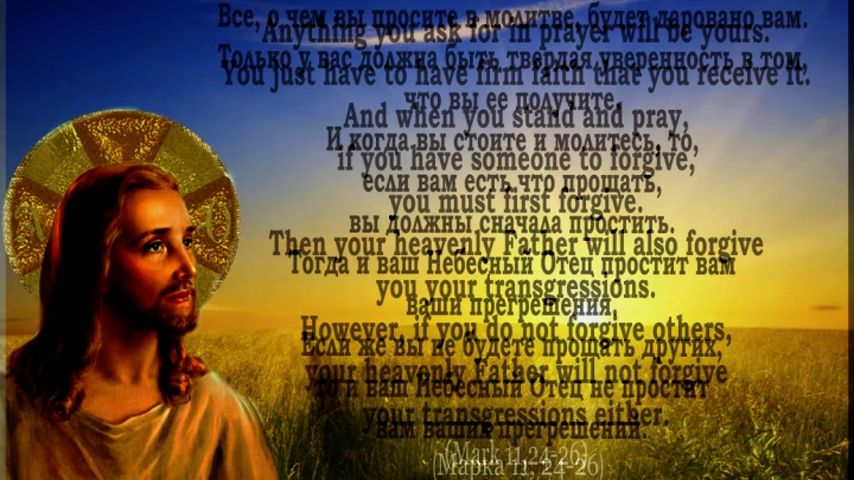 Все, о чем вы просите в молитве, будет даровано вам.
Anything you ask for in prayer will be yours.
Только у вас должна быть твердая уверенность в том,
You just have to have firm faith that you receive it.
что вы ее получите.
And when you stand and pray,
И когда вы стоите и молитесь, то,
if you have someone to forgive,
если вам есть что прощать,
you must first forgive.
вы должны сначала простить.
Then your heavenly Father will also forgive
Тогда и ваш Небесный Отец простит вам
you your transgressions.
ваши прегрешения,
However, if you do not forgive others,
Если же вы не будете прощать других,
your heavenly Father will not forgive
то и ваш Небесный Отец не простит
your transgressions either.
вам ваших прегрешений.
(Mark 11,24-26)
(Марка 11, 24-26)